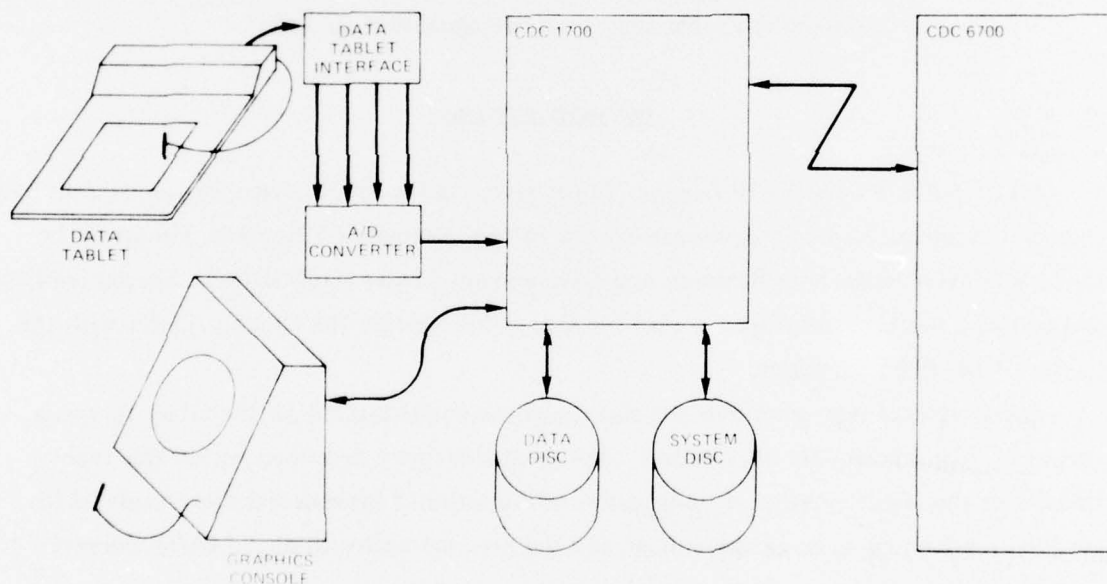 DATA
TABLET
INTERFACE
CDC 1700
CDC 6700
DATA
TABLET
A/D
CONVERTER
DATA
DISC
SYSTEM
DISC
GRAPHICS
CONSOLE